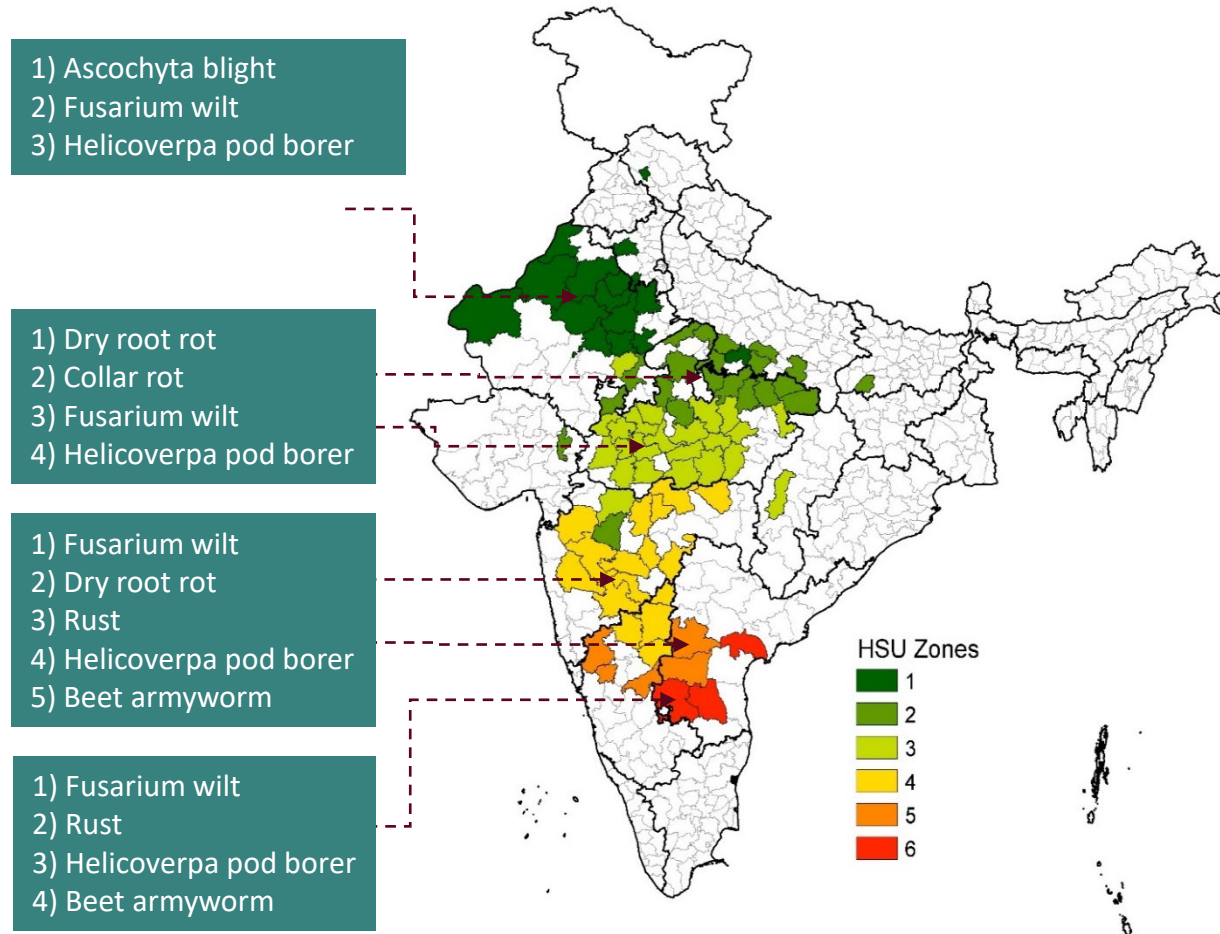 1) Ascochyta blight
2) Fusarium wilt
3) Helicoverpa pod borer
1) Dry root rot
2) Collar rot
3) Fusarium wilt
4) Helicoverpa pod borer
1) Fusarium wilt
2) Dry root rot
3) Rust
4) Helicoverpa pod borer
5) Beet armyworm
1) Fusarium wilt
2) Rust
3) Helicoverpa pod borer
4) Beet armyworm
HSU Zones
1
2
3
4
5
6